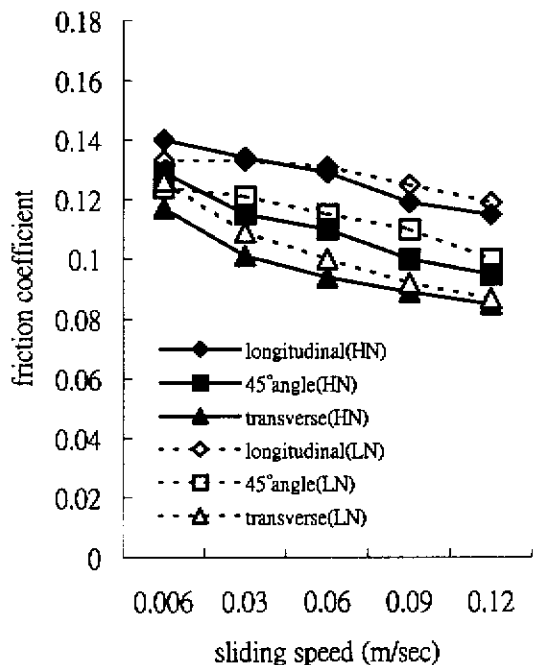 0.18
0.16
0.14
0.12
0.1
0.08
0.06
0.04
0.02
0
friction coefficient
longitudinal(HN)
45°angle(HN)
transverse(HN)
longitudinal(LN)
45°angle(LN)
transverse(LN)
0.006 0.03 0.06 0.09 0.12
sliding speed (m/sec)